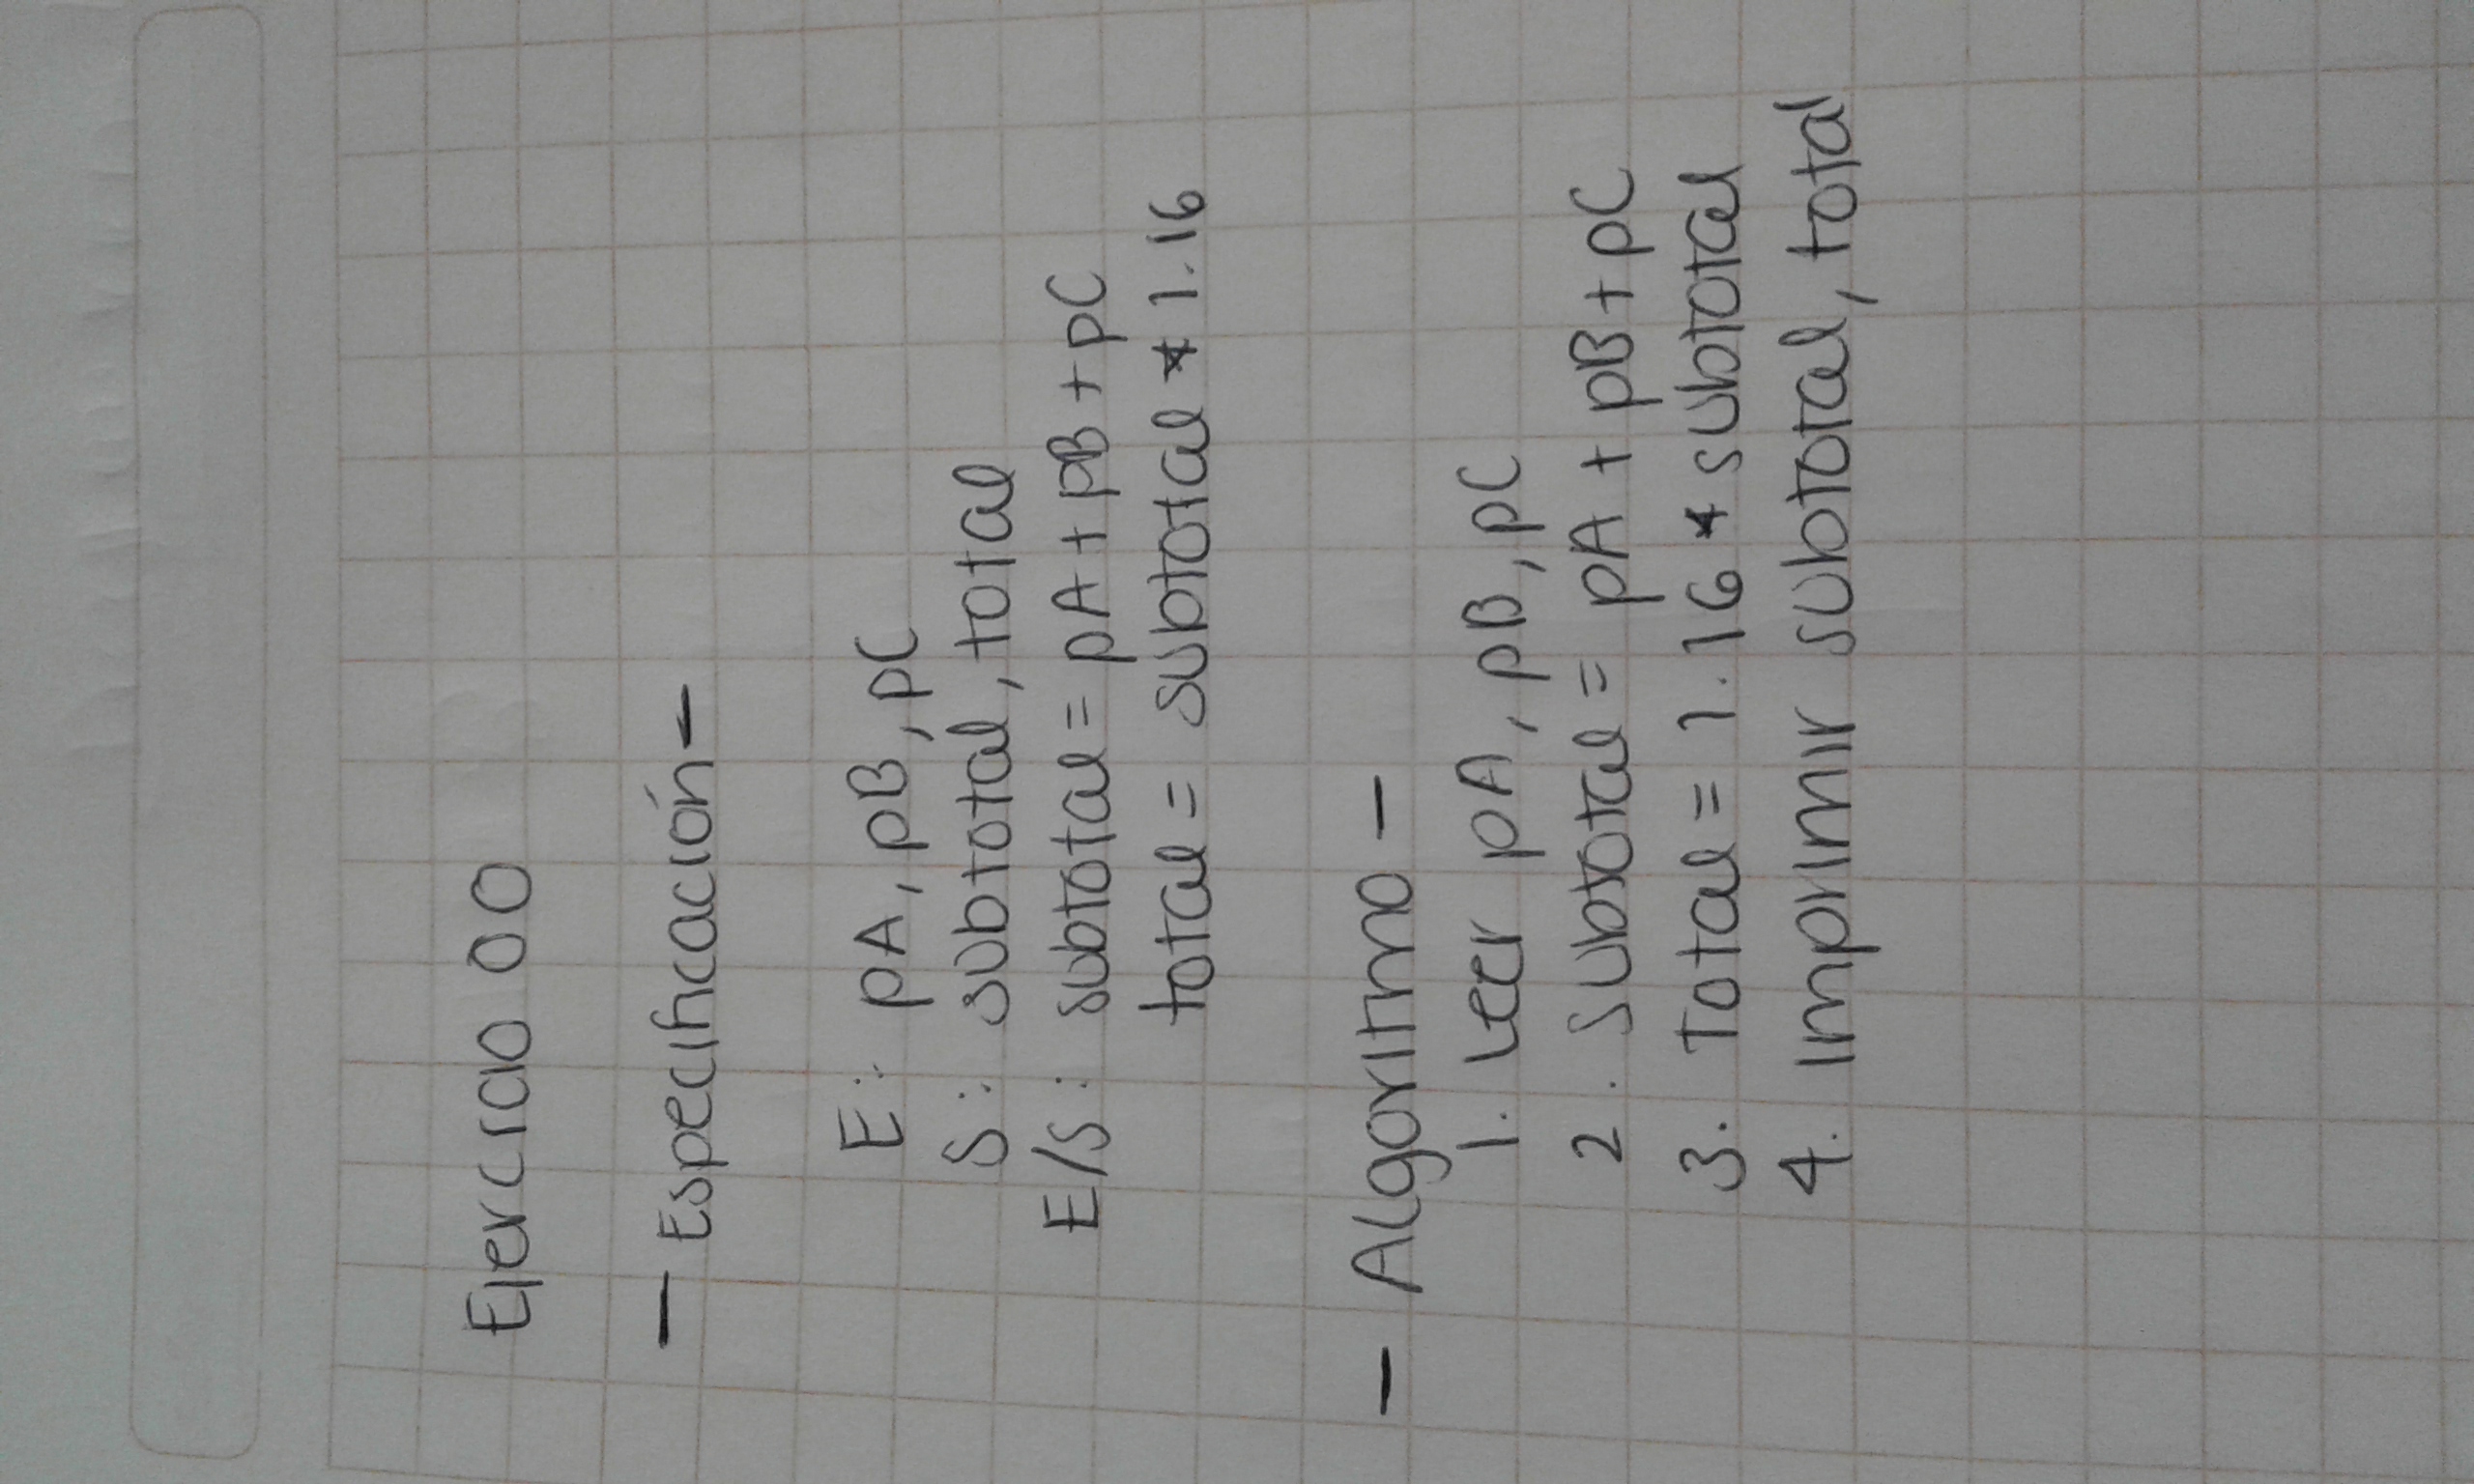 Ejercicio 00
- Especificación -
E: pA, pB, pC
S: subtotal, total
E/S: subtotal = pA + pB + pC
total = subtotal * 1.16
- Algoritmo -
1. Leer pA, pB, pC
2. Subtotal = pA + pB + pC
3. Total = 1.16 * subtotal
4. Imprimir subtotal, total